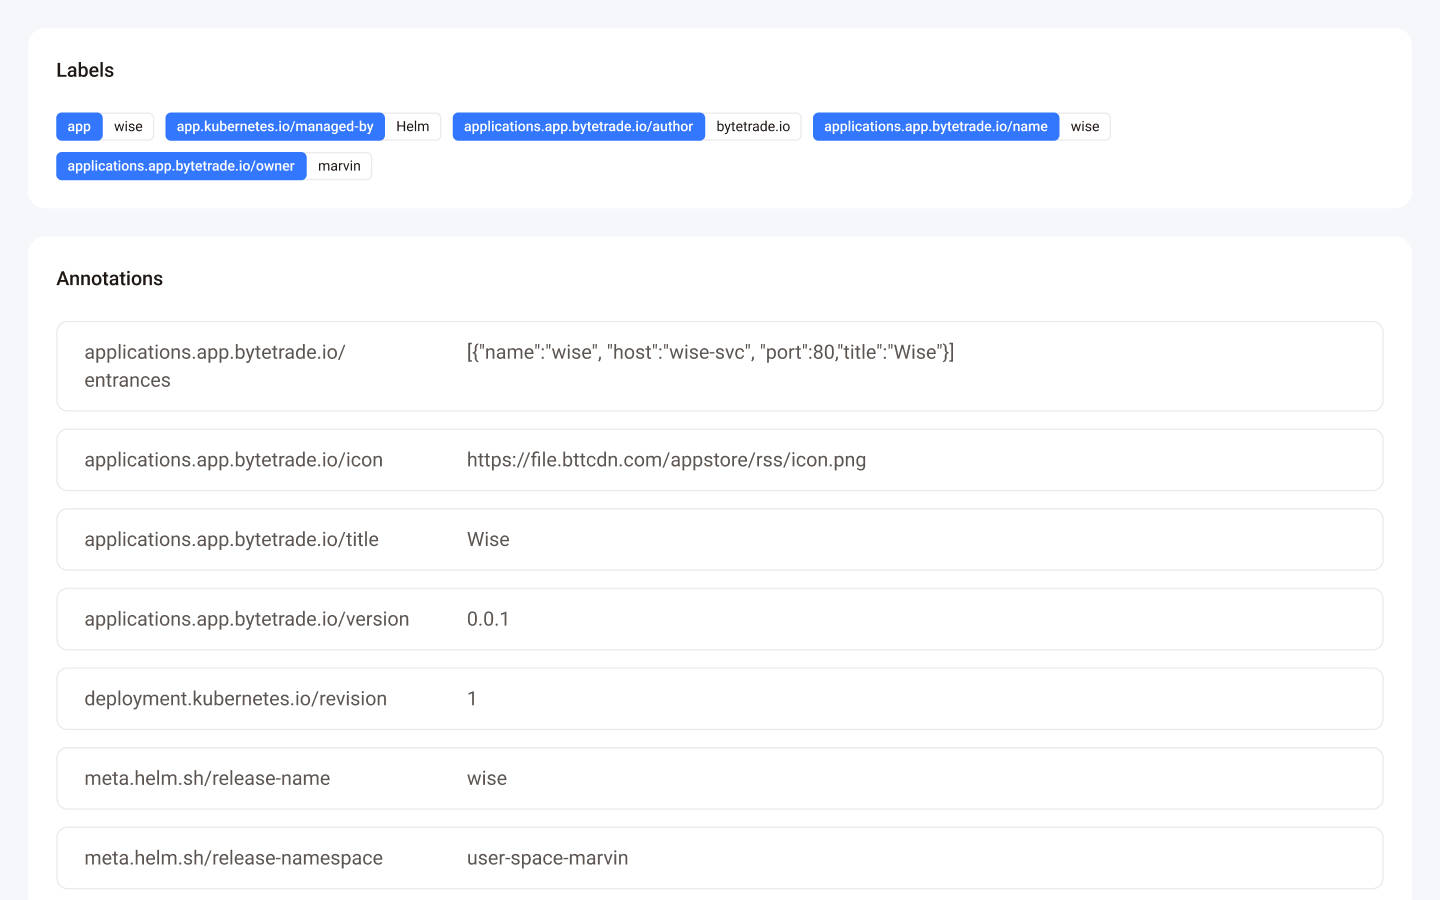 Labels
app wise app.kubernetes.io/managed-by Helm applications.app.bytetrade.io/author bytetrade.io applications.app.bytetrade.io/name wise
applications.app.bytetrade.io/owner marvin
Annotations
applications.app.bytetrade.io/ [{"name":"wise", "host":"wise-svc", "port":80,"title":"Wise"}]
entrances
applications.app.bytetrade.io/icon https://file.bttcdn.com/appstore/rss/icon.png
applications.app.bytetrade.io/title Wise
applications.app.bytetrade.io/version 0.0.1
deployment.kubernetes.io/revision 1
meta.helm.sh/release-name wise
meta.helm.sh/release-namespace user-space-marvin